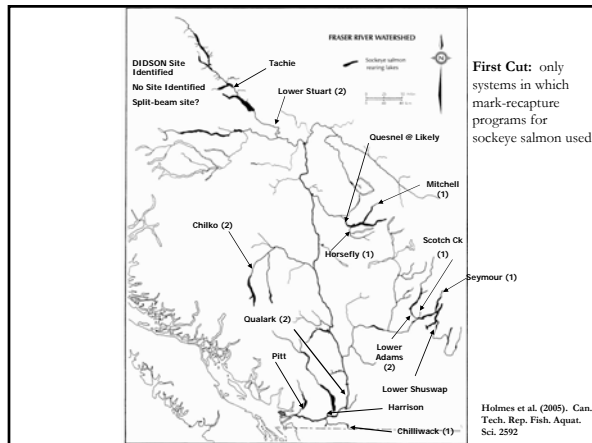 FRASER RIVER WATERSHED
Sockeye salmon
rearing lakes
N
DIDSON Site
Identified
No Site Identified
Split-beam site?
Tachie
Lower Stuart (2)
First Cut: only
systems in which
mark-recapture
programs for
sockeye salmon used
Quesnel @ Likely
Mitchell
(1)
Chilko (2)
Horsefly (1)
Scotch Ck
(1)
Seymour (1)
Qualark (2)
Lower
Adams
(2)
Pitt
Lower Shuswap
Harrison
Chilliwack (1)
Holmes et al. (2005). Can.
Tech. Rep. Fish. Aquat.
Sci. 2592